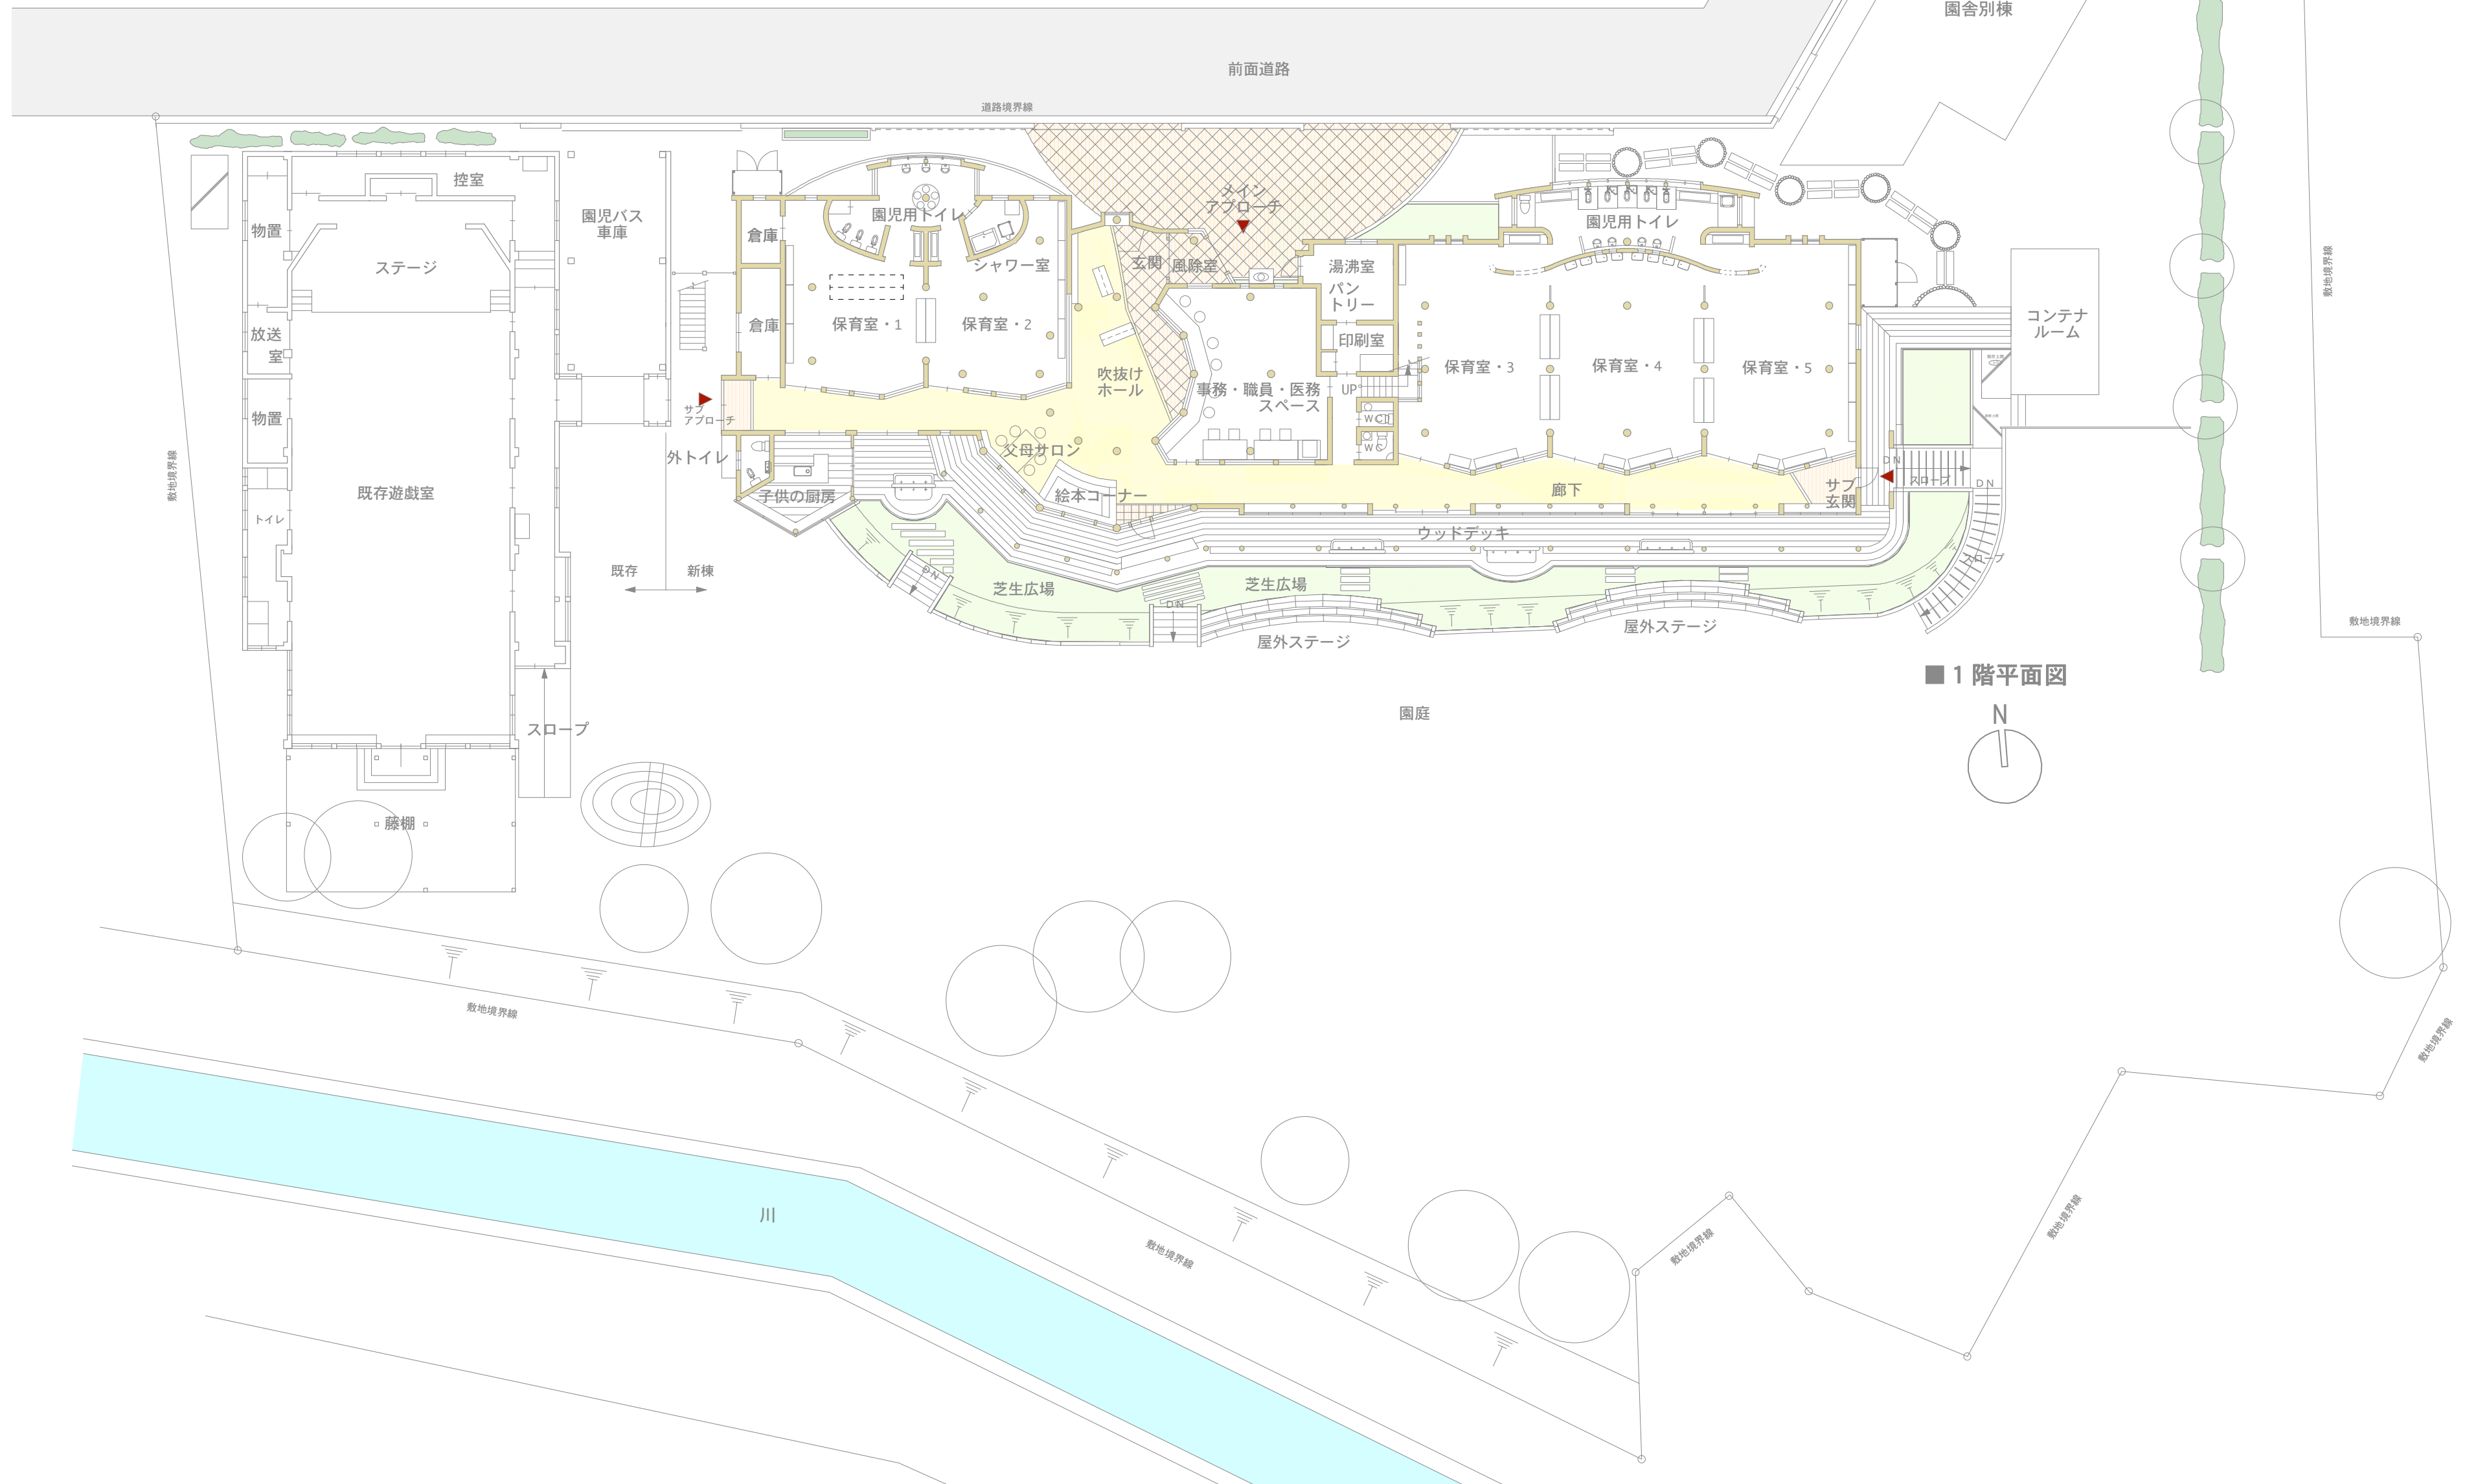 園舎別棟
前面道路
道路境界線
控室
物置
ステージ
園児バス
車庫
放送
室
物置
トイレ
既存遊戯室
スロープ
藤棚
既存
新棟
敷地境界線
倉庫
倉庫
園児用トイレ
シャワー室
保育室・1
保育室・2
サブ
アプローチ
外トイレ
子供の厨房
父母サロン
絵本コーナー
吹抜け
ホール
玄関
風除室
メイン
アプローチ
湯沸室
パン
トリー
印刷室
UP
事務・職員・医務
スペース
WC
WC
園児用トイレ
保育室・3
保育室・4
保育室・5
廊下
サブ
玄関
DN
スロープ
DN
スロープ
コンテナ
ルーム
ウッドデッキ
芝生広場
芝生広場
DN
DN
屋外ステージ
屋外ステージ
敷地境界線
敷地境界線
■1階平面図
N
園庭
敷地境界線
敷地境界線
敷地境界線
敷地境界線
敷地境界線
川